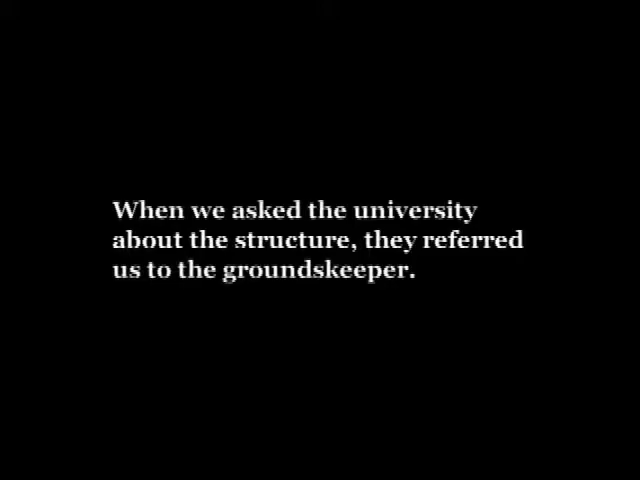 When we asked the university
about the structure, they referred
us to the groundskeeper.